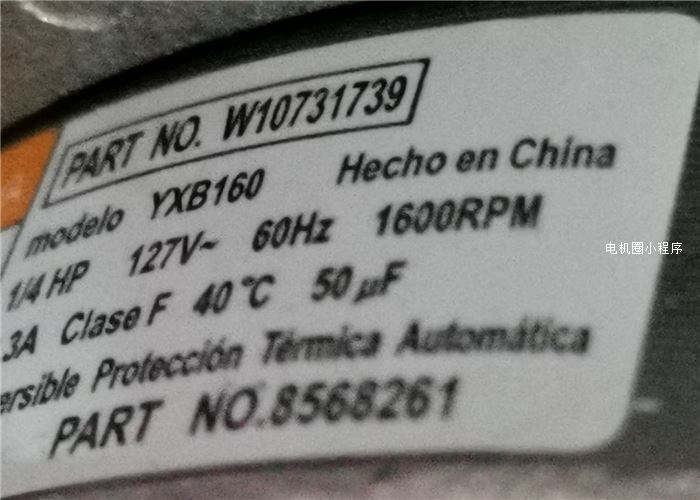 PART NO. W10731739
modelo YXB160 Hecho en China
1/4 HP 127V~ 60Hz 1600RPM
3A Clase F 40°C 50µF
ersible Protección Térmica Automática
PART NO.8568261
电机圈小程序